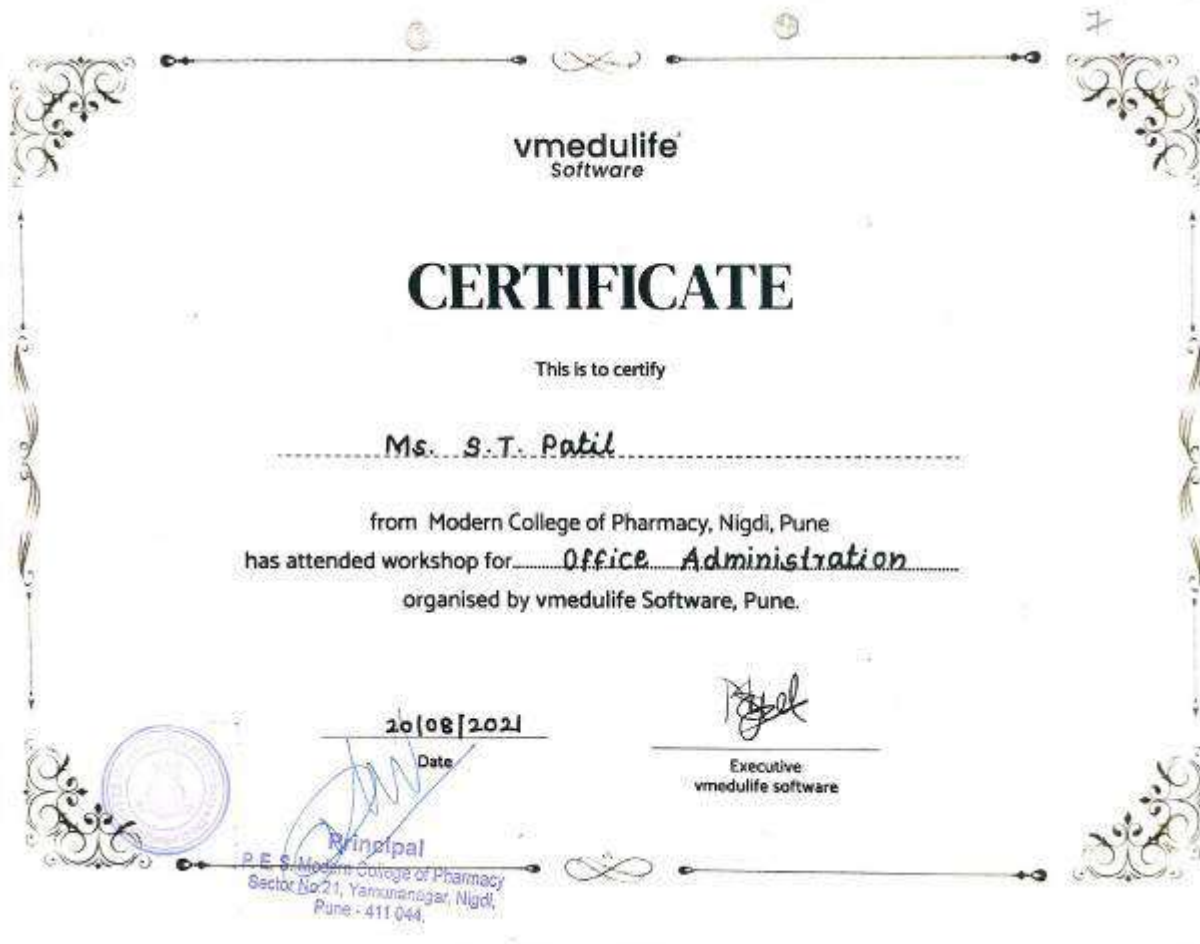 7
vmedulife
Software
CERTIFICATE
This is to certify
Ms. S.T. Patil
from Modern College of Pharmacy, Nigdi, Pune
has attended workshop for Office Administration
organised by vmedulife Software, Pune.
20/08/2021
Date
Executive
vmedulife software
Principal
P. E. S. Modern College of Pharmacy
Sector No.21, Yamunanagar, Nigdi,
Pune - 411 044.